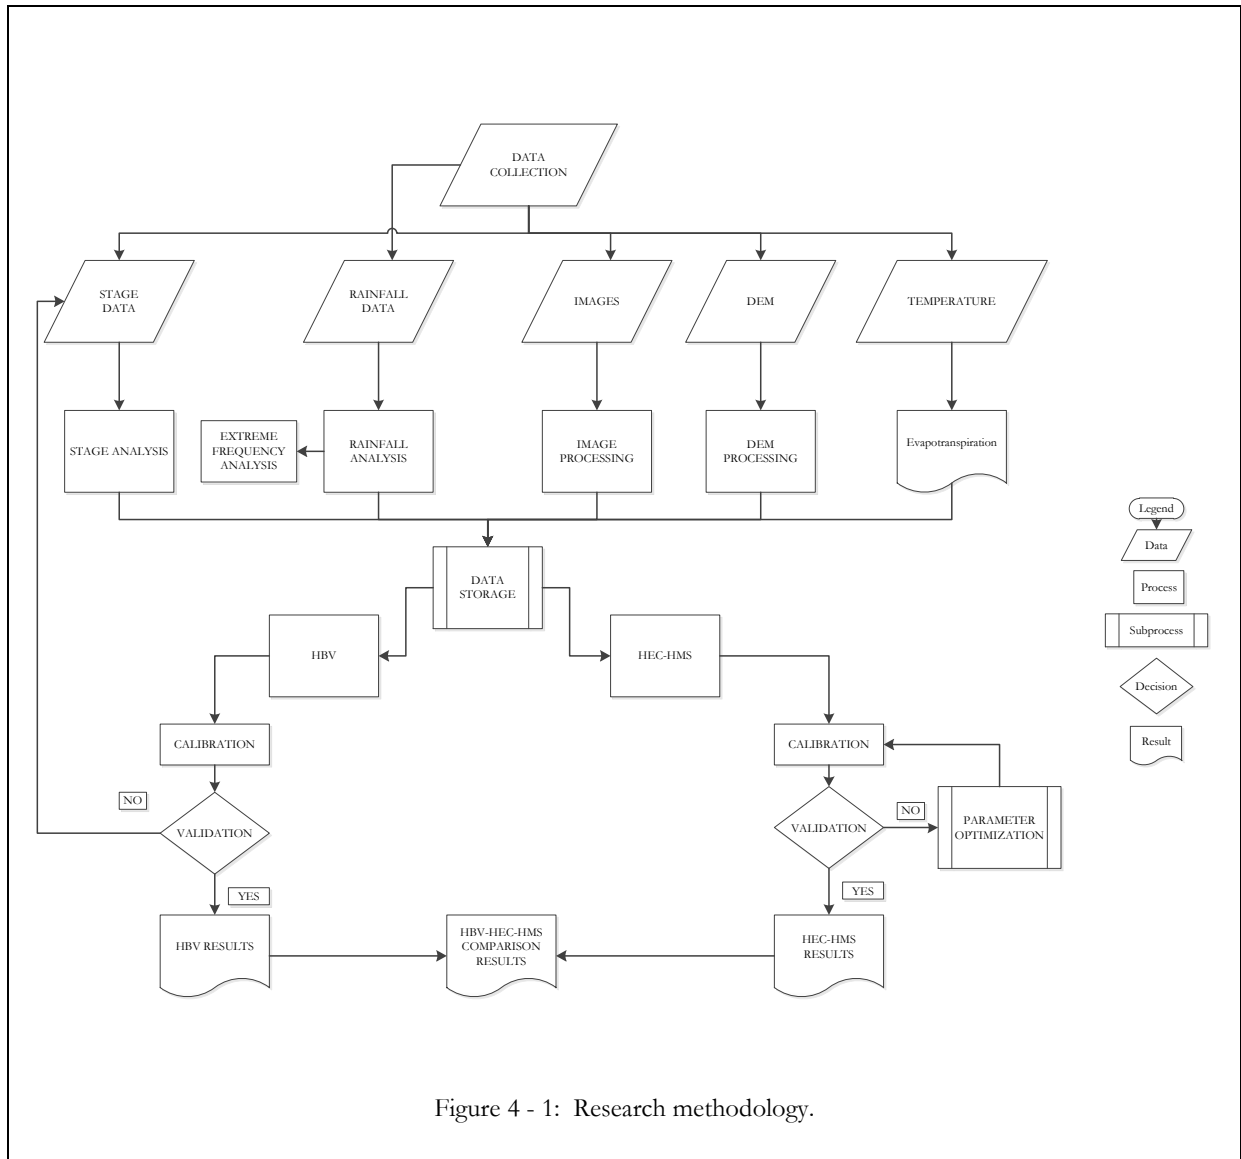 DATA
COLLECTION
STAGE
DATA
RAINFALL
DATA
IMAGES
DEM
TEMPERATURE
STAGE ANALYSIS
EXTREME
FREQUENCY
ANALYSIS
RAINFALL
ANALYSIS
IMAGE
PROCESSING
DEM
PROCESSING
Evapotranspiration
Legend
Data
Process
Subprocess
Decision
Result
DATA
STORAGE
HBV
HEC-HMS
CALIBRATION
CALIBRATION
NO
VALIDATION
VALIDATION
NO
PARAMETER
OPTIMIZATION
YES
YES
HBV RESULTS
HBV-HEC-HMS
COMPARISON
RESULTS
HEC-HMS
RESULTS
Figure 4 - 1: Research methodology.